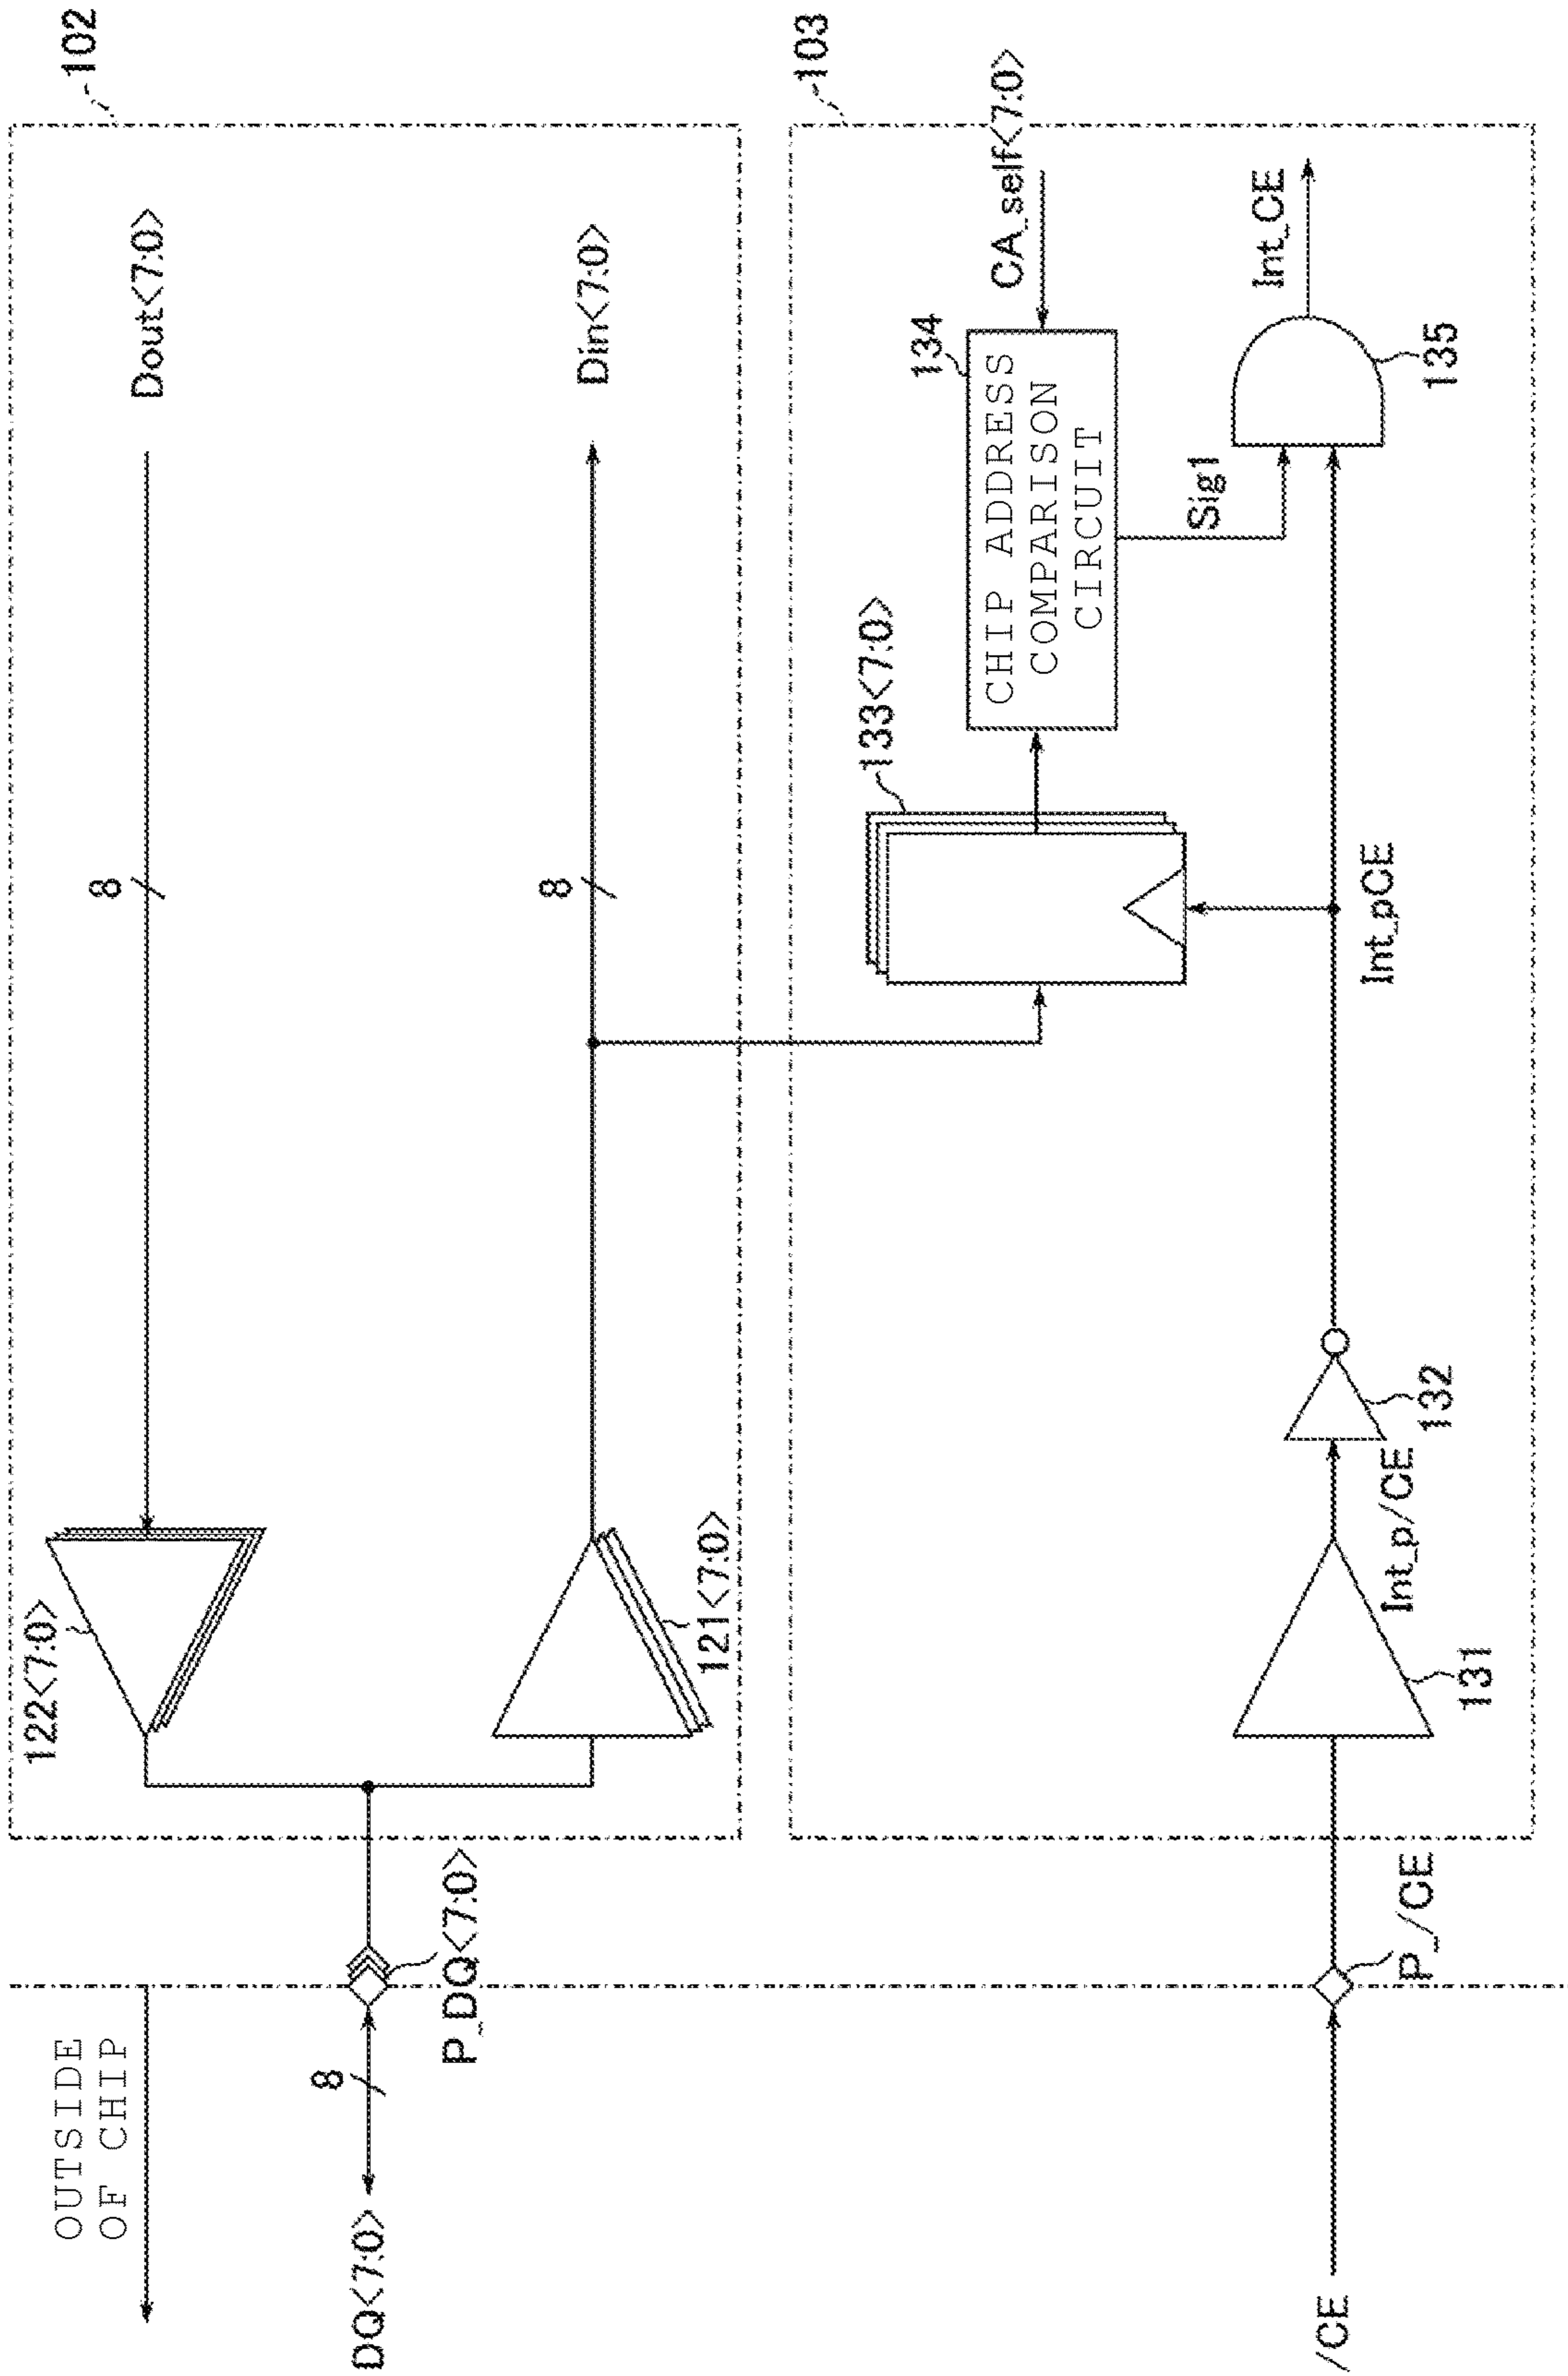 OUTSIDE
OF CHIP
102
122<7:0>
8
Dout<7:0>
DQ<7:0>
8
P_DQ<7:0>
121<7:0>
8
Din<7:0>
103
133<7:0>
134
CHIP ADDRESS
COMPARISON
CIRCUIT
CA_self<7:0>
Sig1
Int_CE
135
/CE
P_/CE
131
Int_p/CE
132
Int_pCE